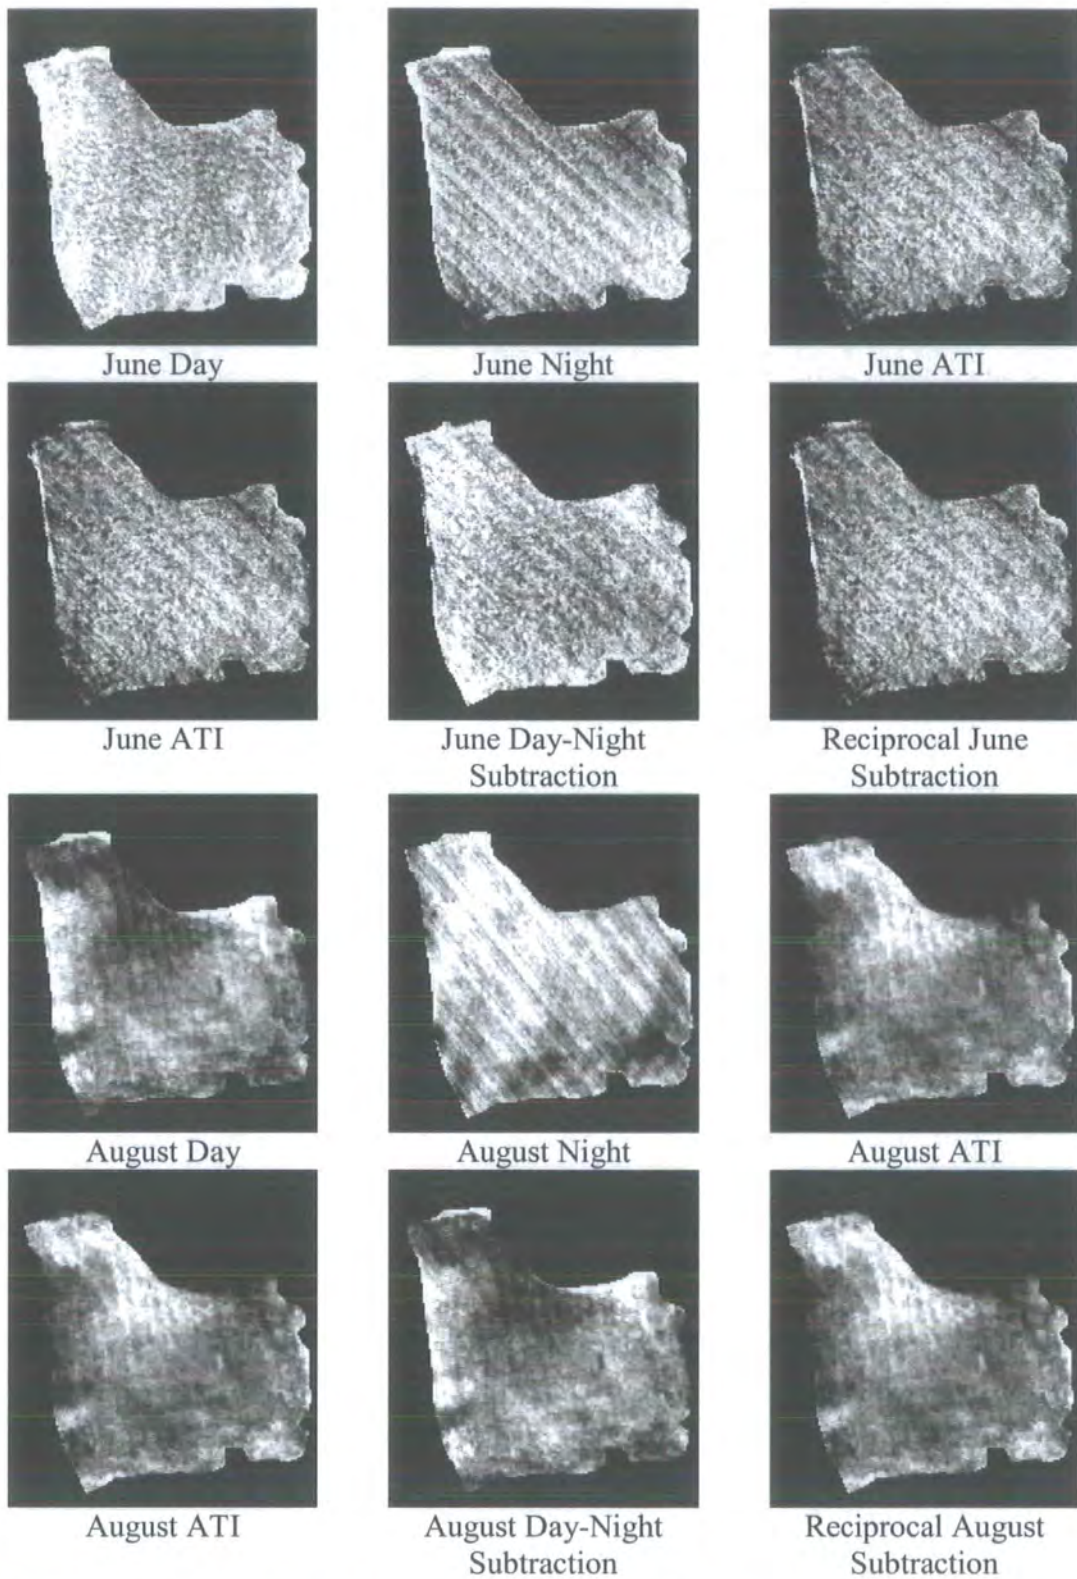 June Day
June Night
June ATI
June ATI
June Day-Night
Subtraction
Reciprocal June
Subtraction
August Day
August Night
August ATI
August ATI
August Day-Night
Subtraction
Reciprocal August
Subtraction